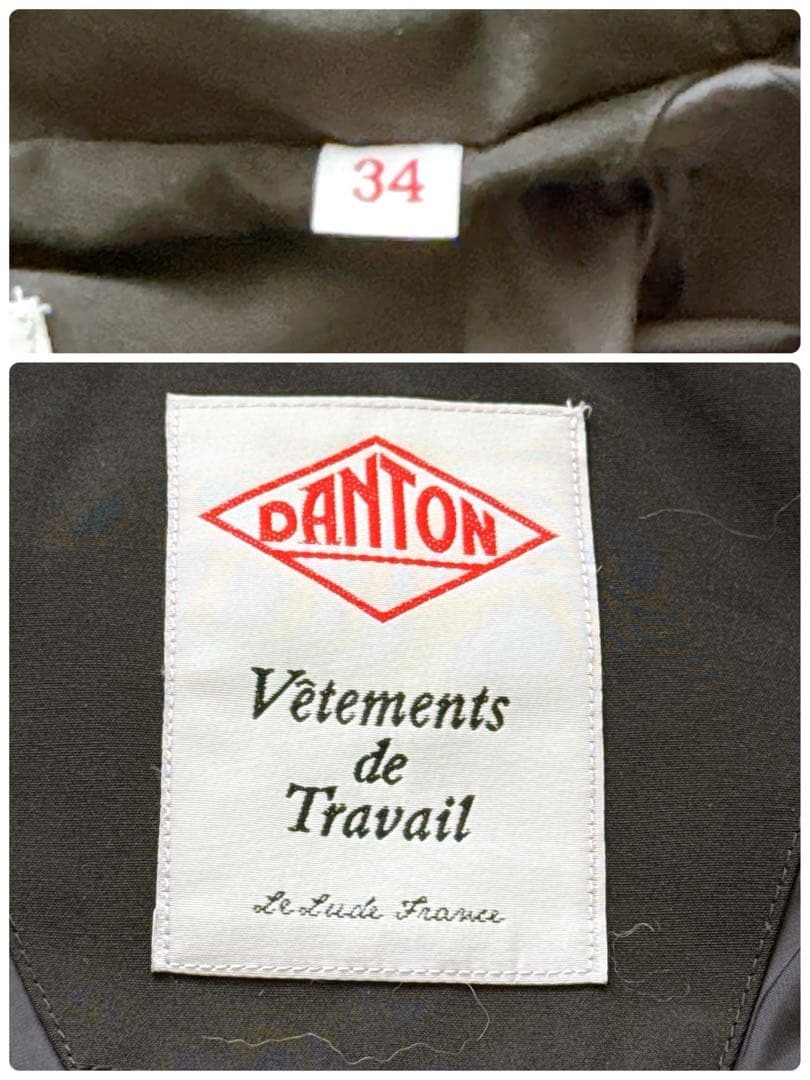 34
DANTON
Vêtements
de
Travail
Le Lude France